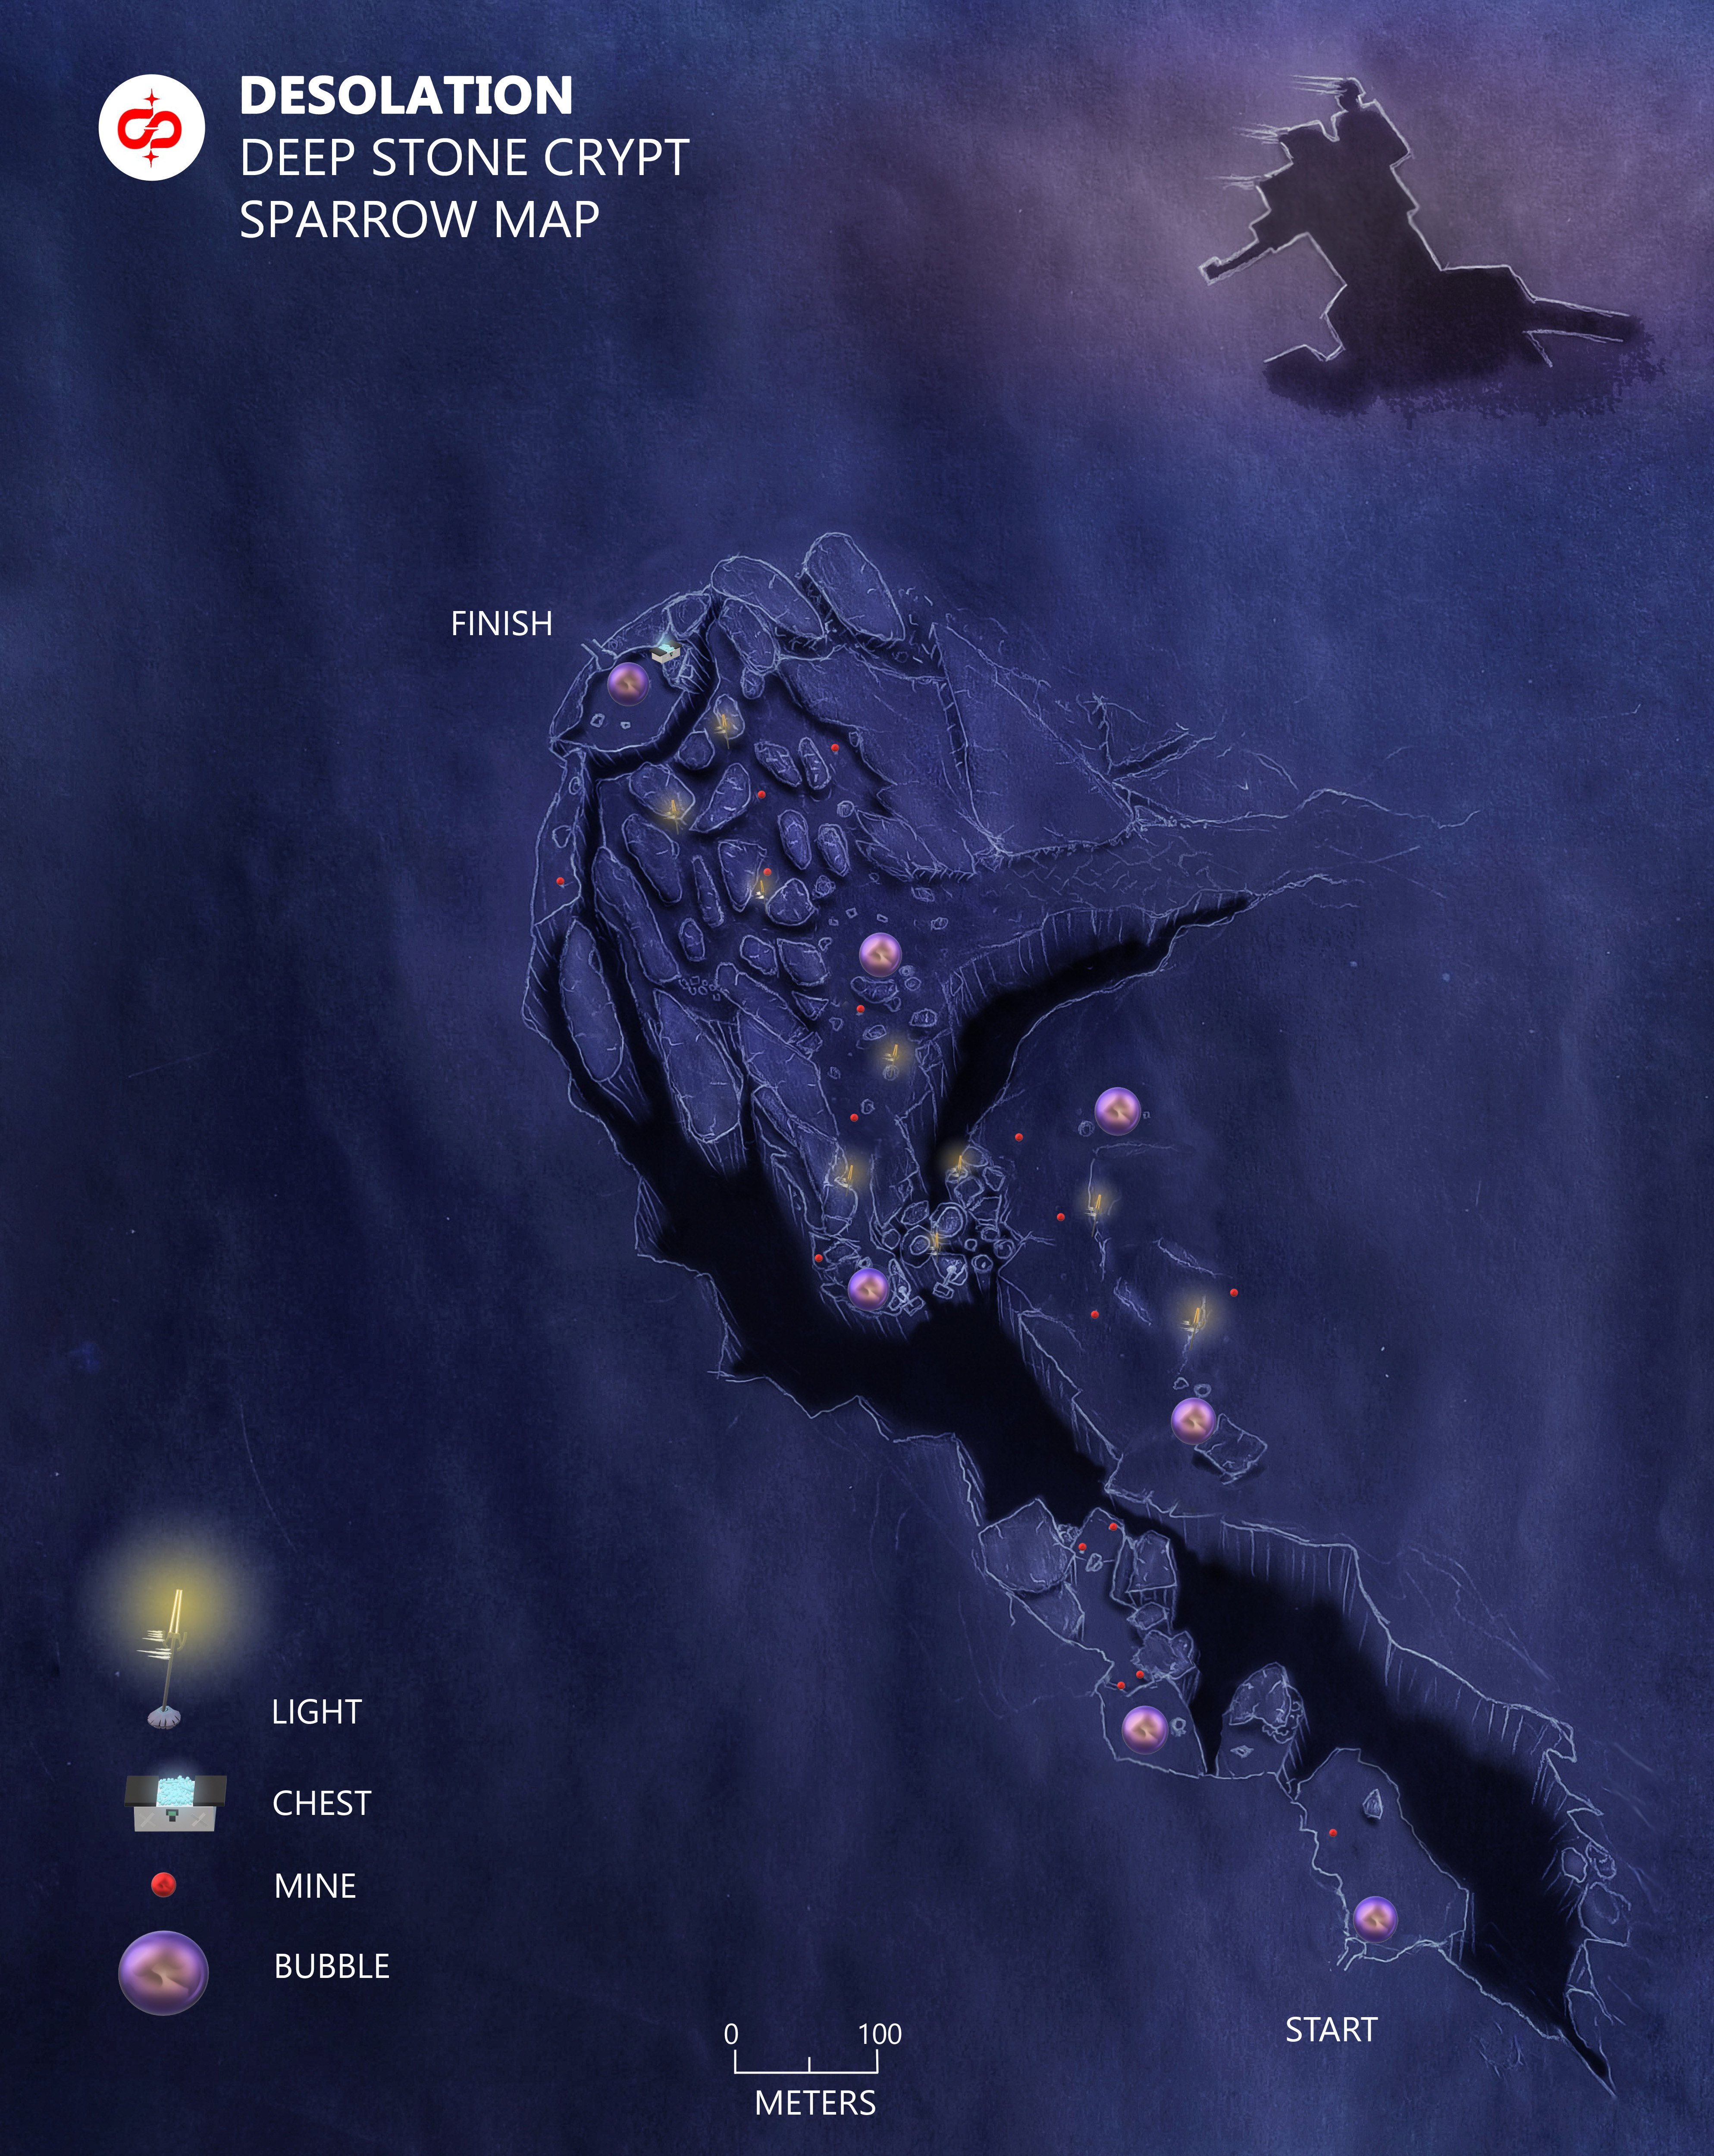 DESOLATION
DEEP STONE CRYPT
SPARROW MAP
FINISH
LIGHT
CHEST
MINE
BUBBLE
START
0 100
METERS